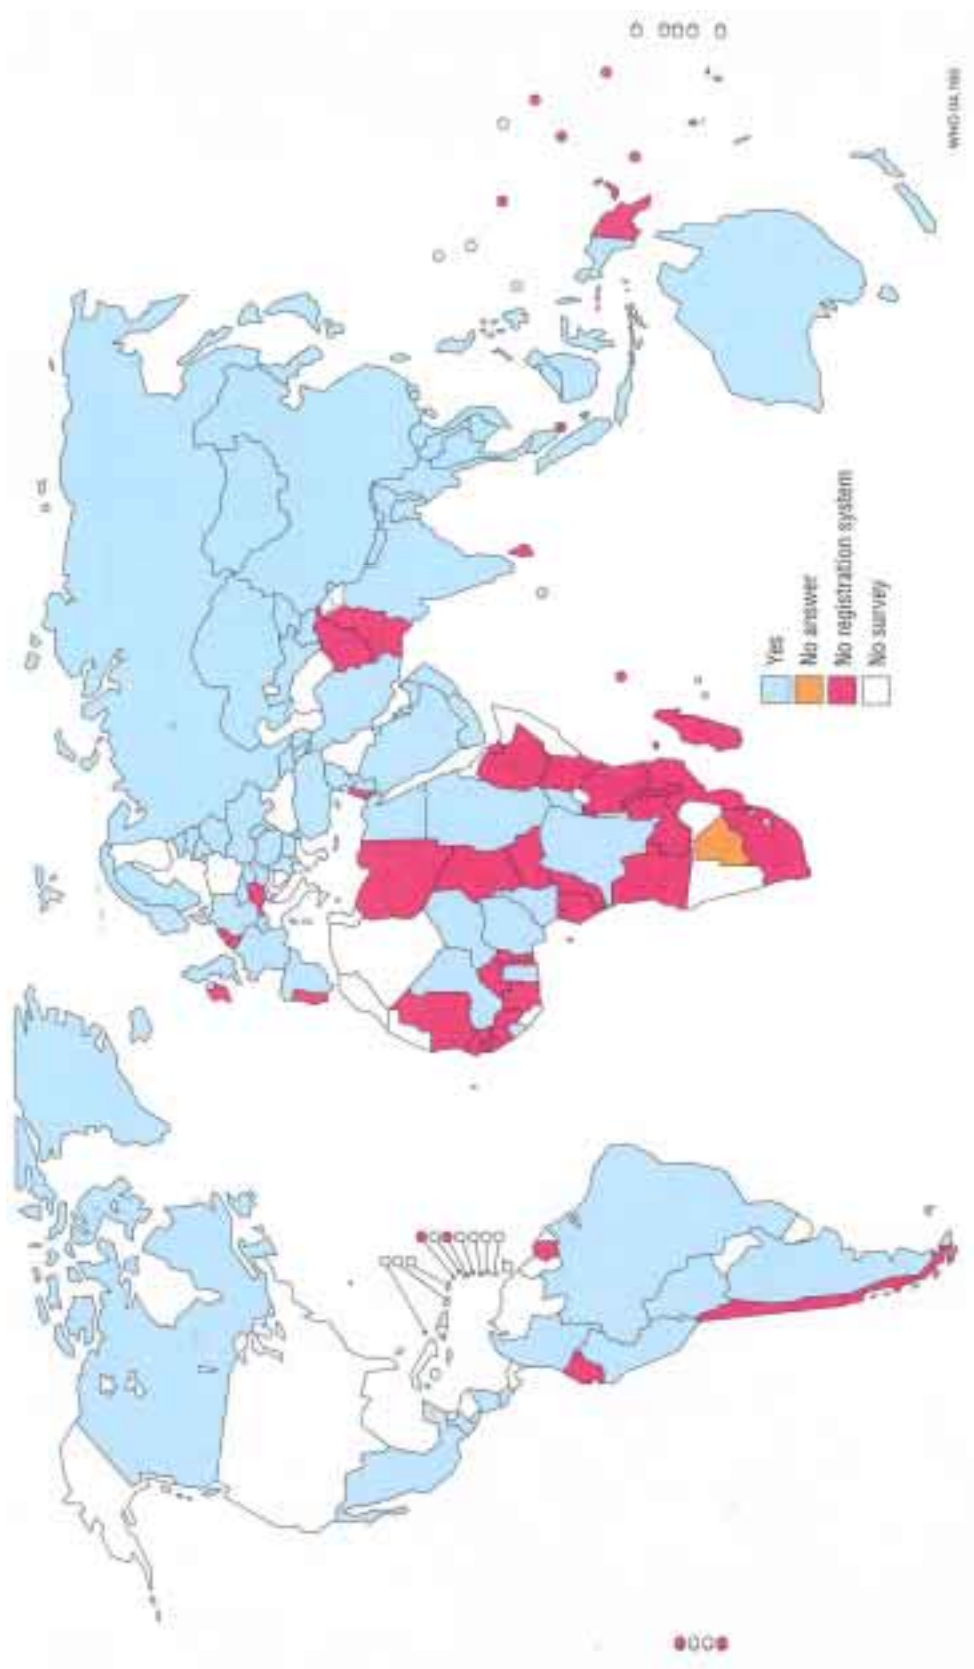 Yes
No answer
No registration system
No survey